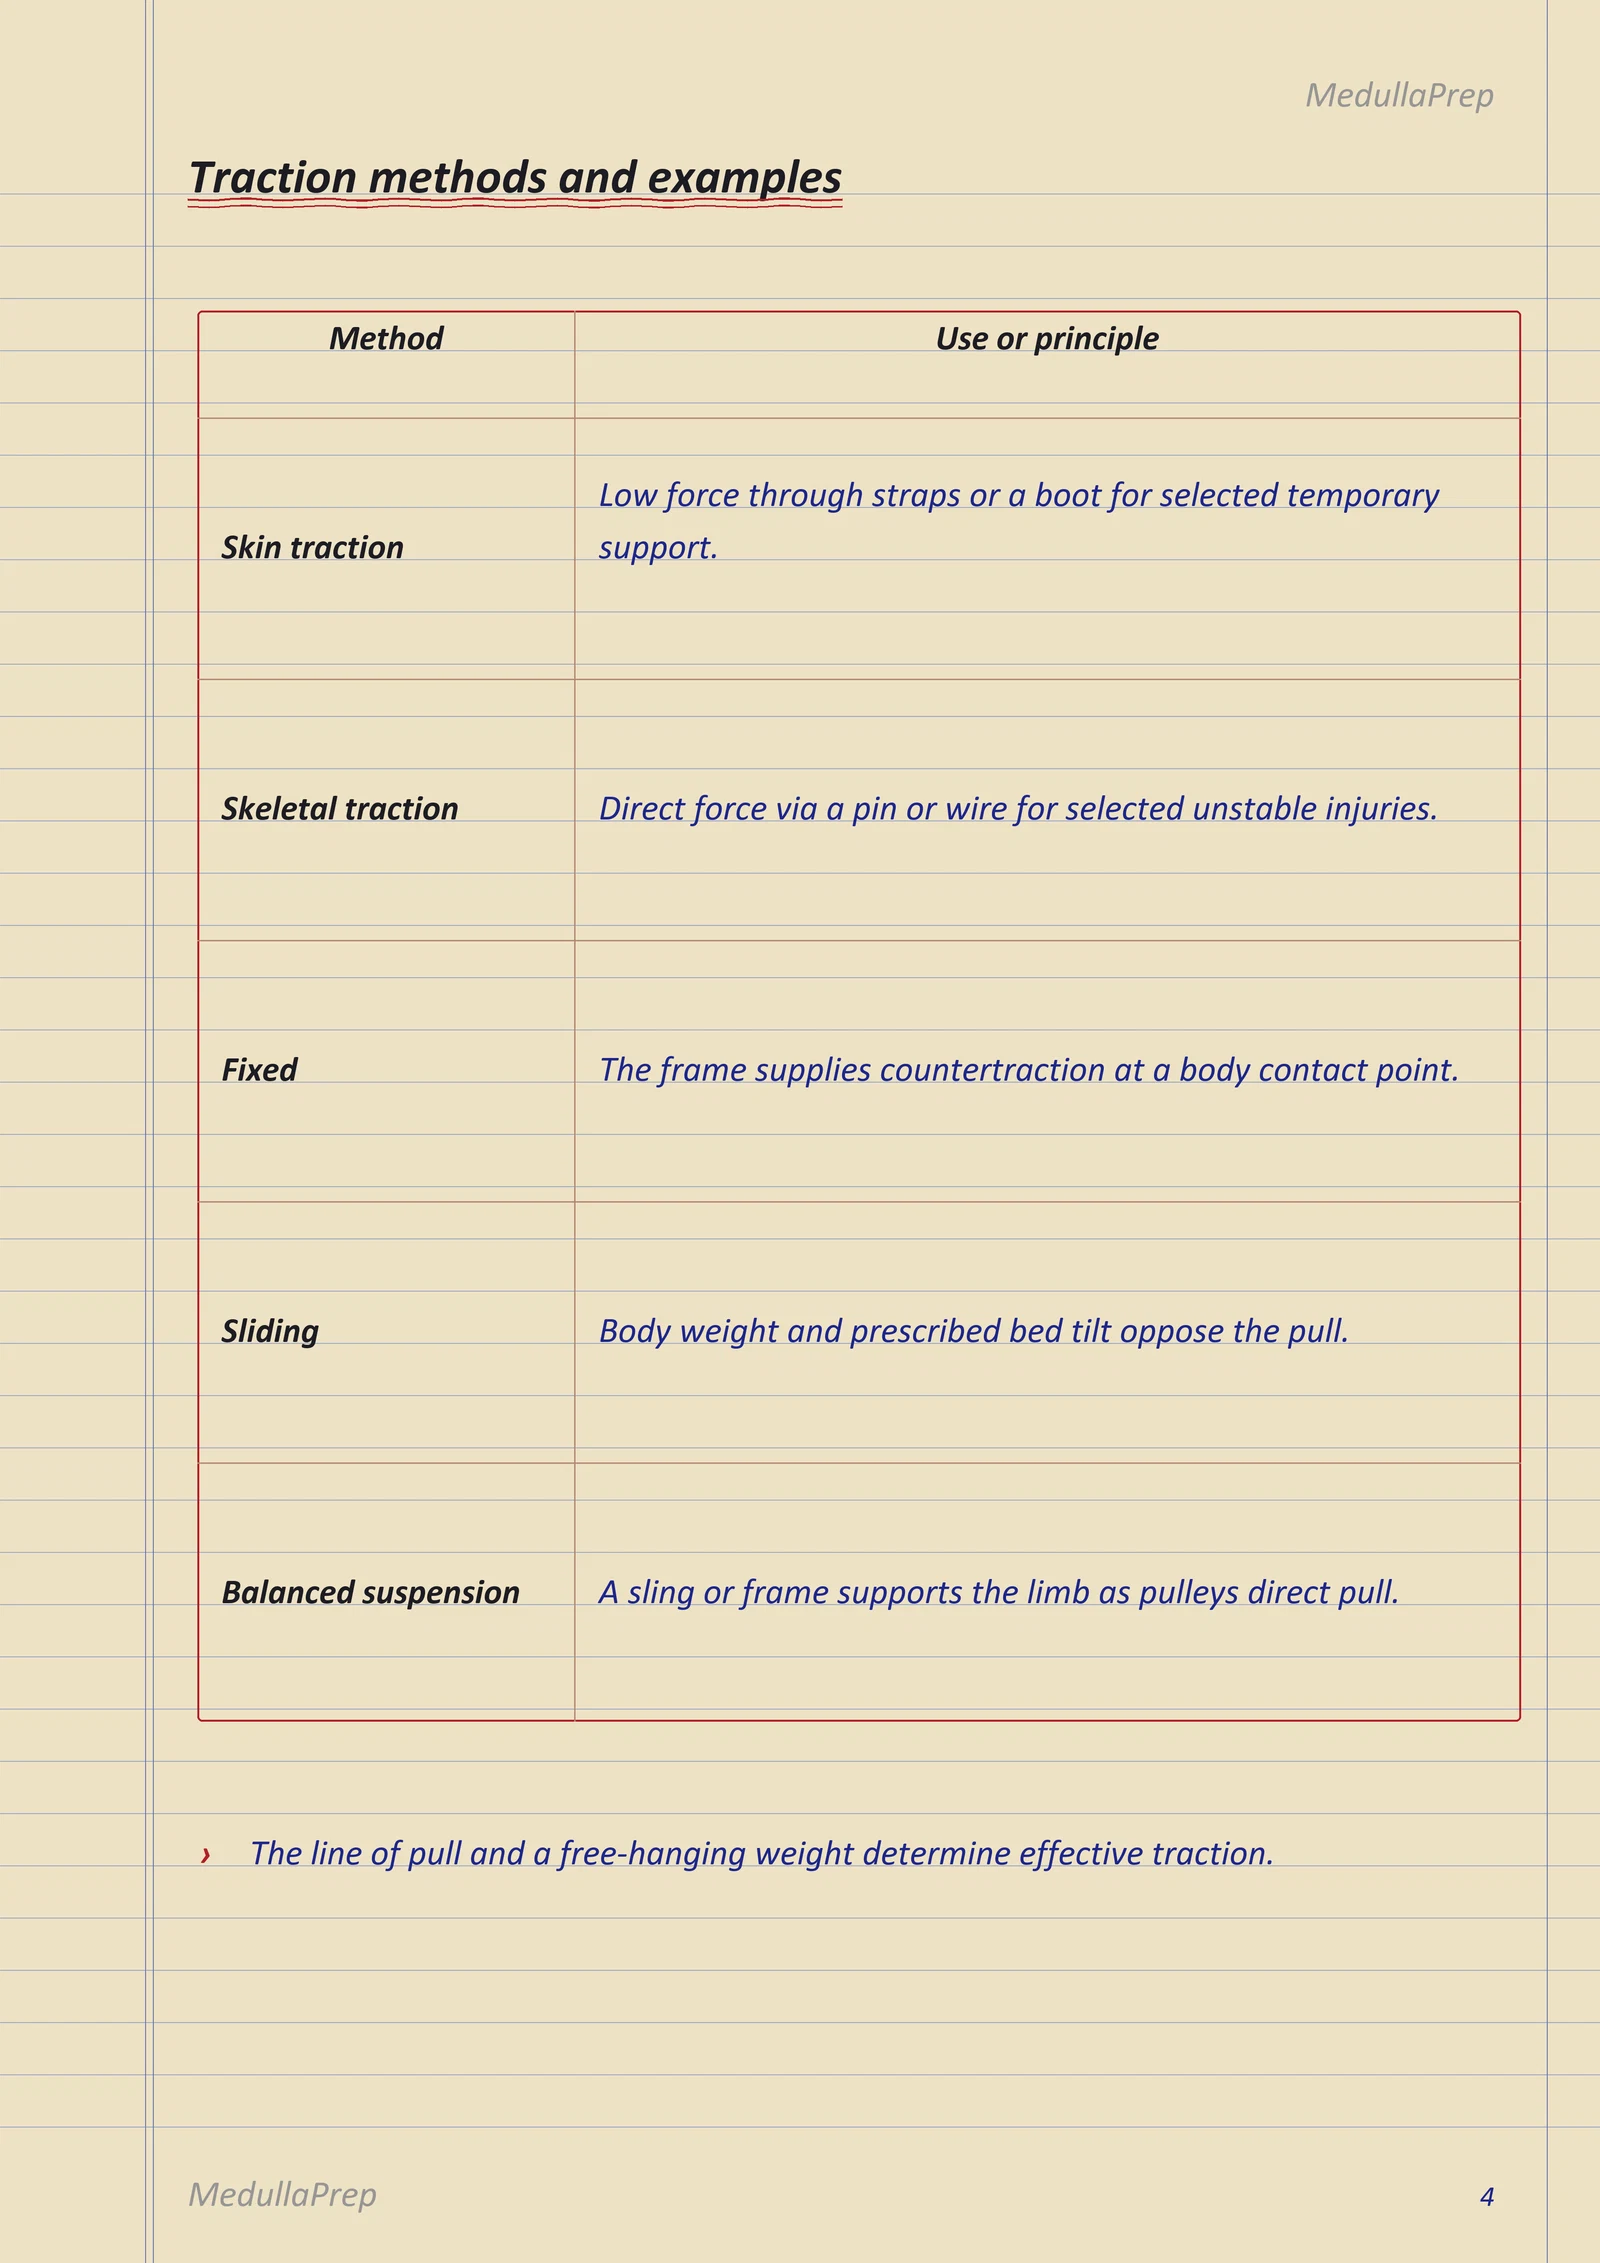 MedullaPrep
Traction methods and examples
Method
Use or principle
Skin traction
Low force through straps or a boot for selected temporary
support.
Skeletal traction
Direct force via a pin or wire for selected unstable injuries.
Fixed
The frame supplies countertraction at a body contact point.
Sliding
Body weight and prescribed bed tilt oppose the pull.
Balanced suspension
A sling or frame supports the limb as pulleys direct pull.
› The line of pull and a free-hanging weight determine effective traction.
MedullaPrep
4